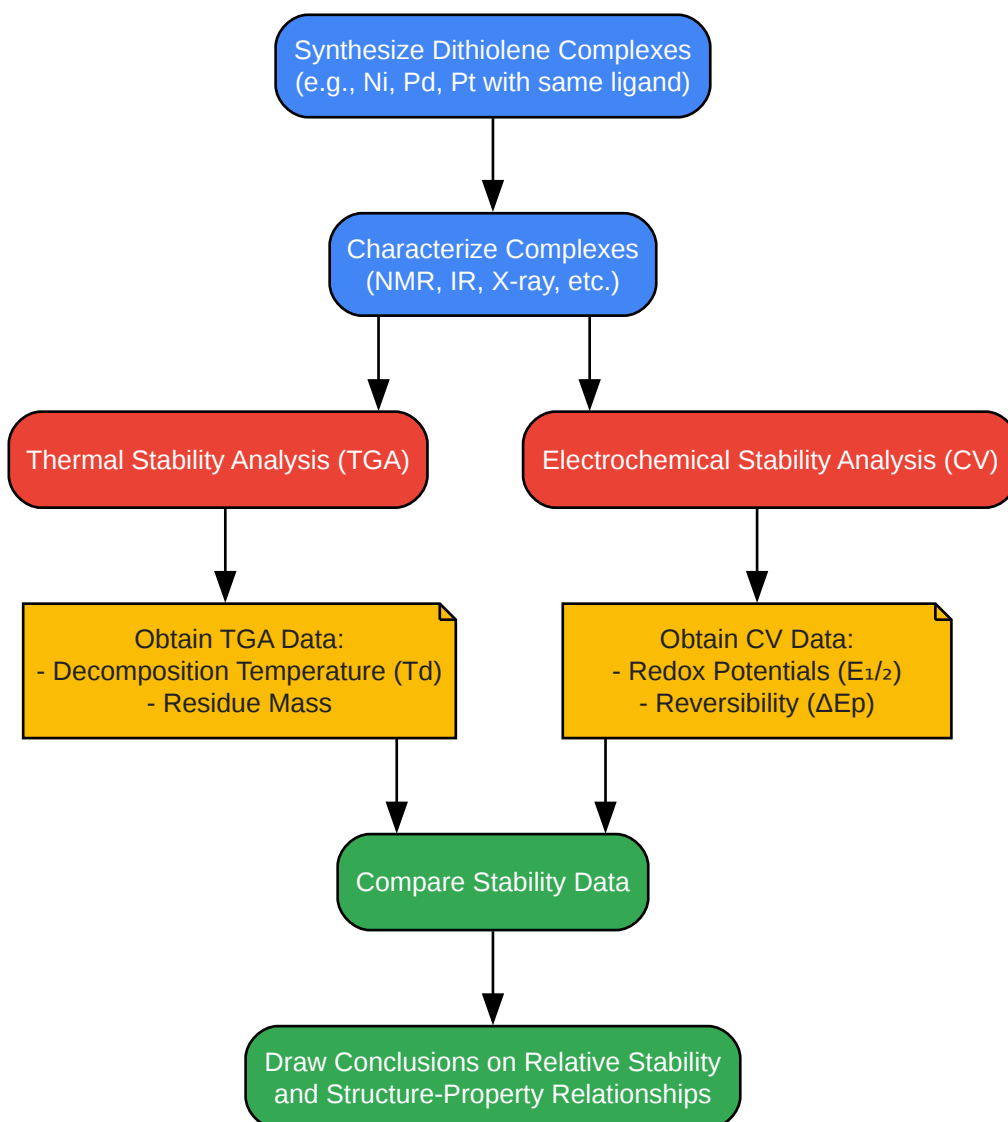 Synthesize Dithiolene Complexes
(e.g., Ni, Pd, Pt with same ligand)
Characterize Complexes
(NMR, IR, X-ray, etc.)
Thermal Stability Analysis (TGA)
Electrochemical Stability Analysis (CV)
Obtain TGA Data:
- Decomposition Temperature (Td)
- Residue Mass
Obtain CV Data:
- Redox Potentials (E₁/₂)
- Reversibility (ΔEp)
Compare Stability Data
Draw Conclusions on Relative Stability
and Structure-Property Relationships